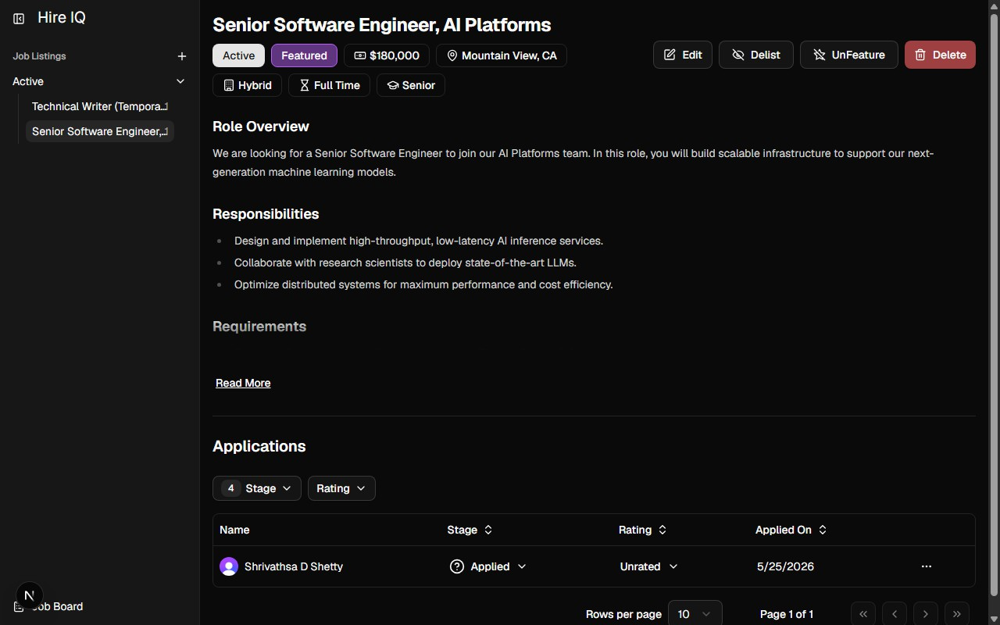 Hire IQ
Job Listings
Active
Technical Writer (Tempora... 1
Senior Software Engineer,... 1
Job Board
Senior Software Engineer, AI Platforms
Active Featured $180,000 Mountain View, CA
Hybrid Full Time Senior
Edit Delist UnFeature Delete
Role Overview
We are looking for a Senior Software Engineer to join our AI Platforms team. In this role, you will build scalable infrastructure to support our next-
generation machine learning models.
Responsibilities
• Design and implement high-throughput, low-latency AI inference services.
• Collaborate with research scientists to deploy state-of-the-art LLMs.
• Optimize distributed systems for maximum performance and cost efficiency.
Requirements
Read More
Applications
4 Stage Rating
Name Stage Rating Applied On
Shrivathsa D Shetty Applied Unrated 5/25/2026 ...
Rows per page 10 Page 1 of 1